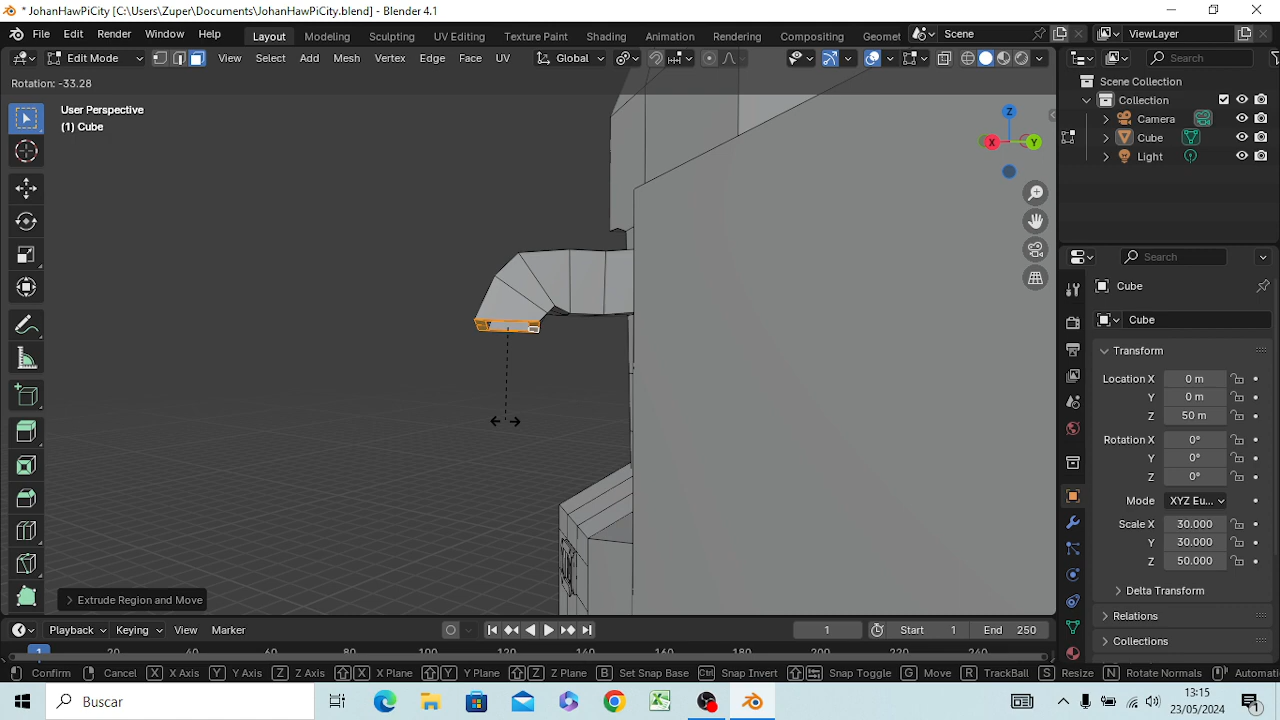 * JohanHawPiCity [C:\Users\Zuper\Documents\JohanHawPiCity.blend] - Blender 4.1
File Edit Render Window Help Layout Modeling Sculpting UV Editing Texture Paint Shading Animation Rendering Compositing Geomet Scene ViewLayer
Edit Mode View Select Add Mesh Vertex Edge Face UV Global Search
Rotation: -33.28
User Perspective
(1) Cube
Z
X
Y
Scene Collection
Collection
Camera
Cube
Light
Search
Cube
Cube
Transform
Location X 0 m
Y 0 m
Z 50 m
Rotation X 0°
Y 0°
Z 0°
Mode XYZ Eu...
Scale X 30.000
Y 30.000
Z 50.000
Delta Transform
Relations
Collections
Extrude Region and Move
Playback Keying View Marker 1 Start 1 End 250
1 20 40 60 80 100 120 140 160 180 200 220 240
Confirm Cancel X X Axis Y Y Axis Z Z Axis X X Plane Y Y Plane Z Z Plane B Set Snap Base Ctrl Snap Invert Snap Toggle G Move R TrackBall S Resize N Rotate Normals Automati
Buscar
13:15
23/05/2024
1